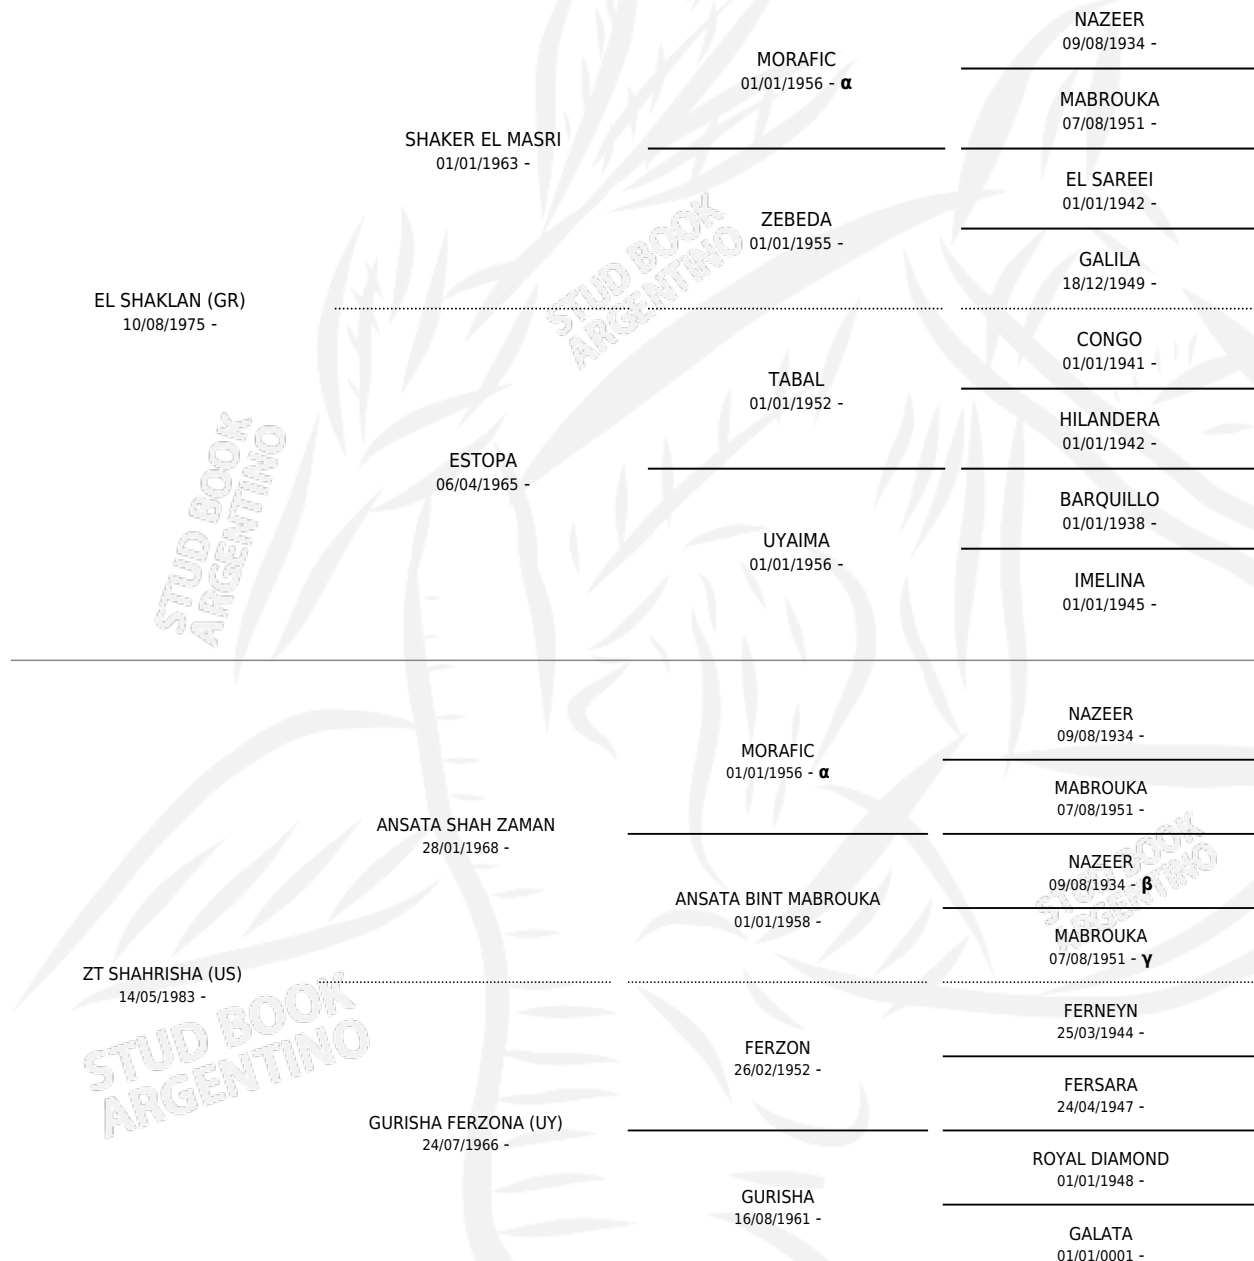 NAZEER
09/08/1934 -
MORAFIC
01/01/1956 - α
MABROUKA
07/08/1951 -
SHAKER EL MASRI
01/01/1963 -
EL SAREEI
01/01/1942 -
ZEBEDA
01/01/1955 -
GALILA
18/12/1949 -
EL SHAKLAN (GR)
10/08/1975 -
CONGO
01/01/1941 -
TABAL
01/01/1952 -
HILANDERA
01/01/1942 -
ESTOPA
06/04/1965 -
BARQUILLO
01/01/1938 -
UYAIMA
01/01/1956 -
IMELINA
01/01/1945 -
STUD BOOK
ARGENTINO
STUD BOOK
ARGENTINO
NAZEER
09/08/1934 -
MORAFIC
01/01/1956 - α
MABROUKA
07/08/1951 -
ANSATA SHAH ZAMAN
28/01/1968 -
NAZEER
09/08/1934 - β
ANSATA BINT MABROUKA
01/01/1958 -
MABROUKA
07/08/1951 - γ
STUD BOOK
ARGENTINO
ZT SHAHRISHA (US)
14/05/1983 -
FERNEYN
25/03/1944 -
FERZON
26/02/1952 -
FERSARA
24/04/1947 -
GURISHA FERZONA (UY)
24/07/1966 -
ROYAL DIAMOND
01/01/1948 -
GURISHA
16/08/1961 -
GALATA
01/01/0001 -
STUD BOOK
ARGENTINO